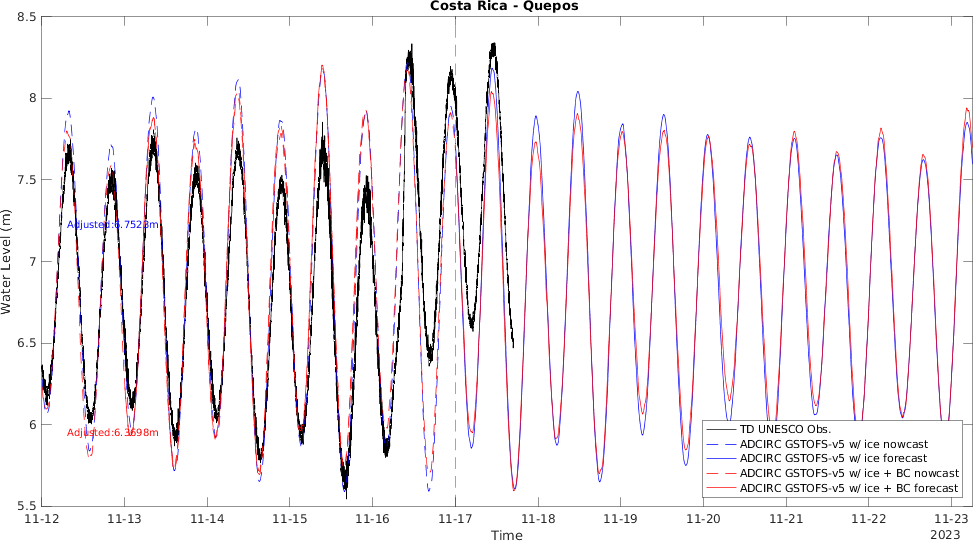 Costa Rica - Quepos
8.5
8
7.5
7
6.5
6
5.5
Water Level (m)
Adjusted:6.7523m
Adjusted:6.3698m
TD UNESCO Obs.
ADCIRC GSTOFS-v5 w/ ice nowcast
ADCIRC GSTOFS-v5 w/ ice forecast
ADCIRC GSTOFS-v5 w/ ice + BC nowcast
ADCIRC GSTOFS-v5 w/ ice + BC forecast
11-12 11-13 11-14 11-15 11-16 11-17 11-18 11-19 11-20 11-21 11-22 11-23
2023
Time